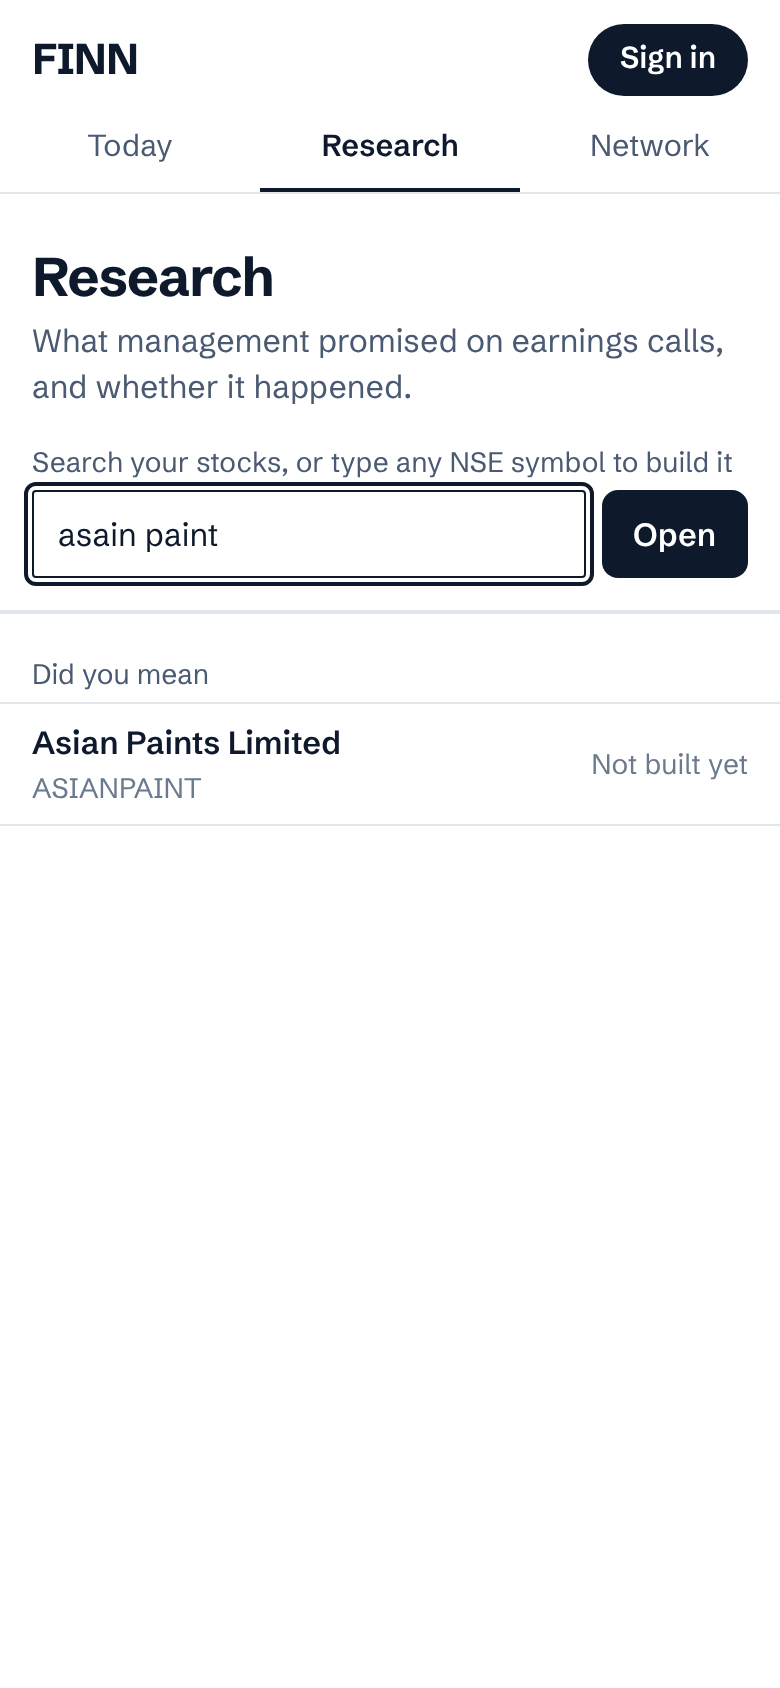 FINN
Sign in
Today
Research
Network
Research
What management promised on earnings calls,
and whether it happened.
Search your stocks, or type any NSE symbol to build it
asain paint
Open
Did you mean
Asian Paints Limited
ASIANPAINT
Not built yet